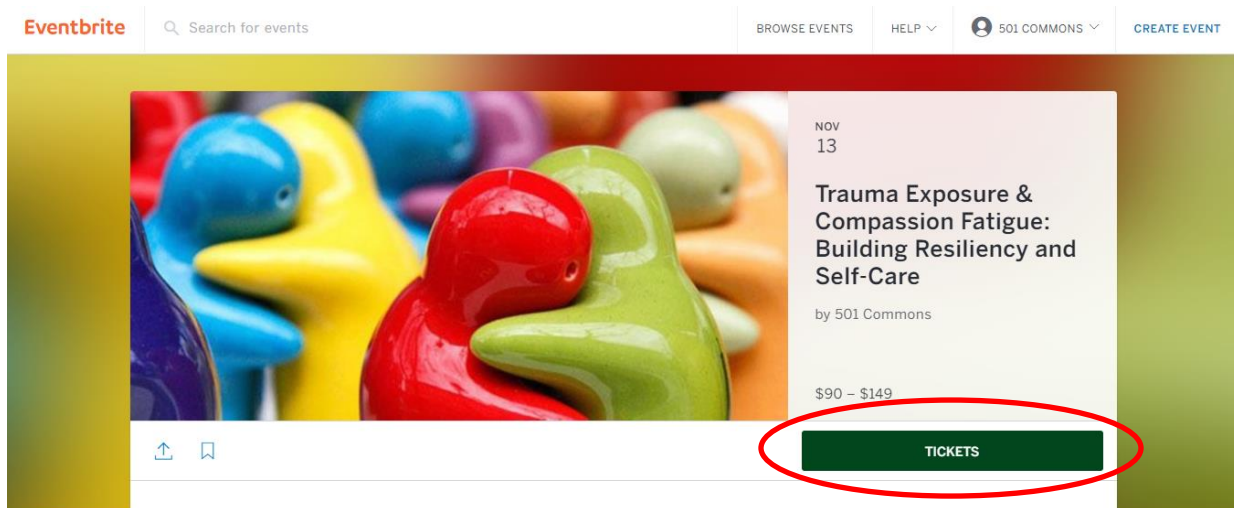 Eventbrite
Search for events
BROWSE EVENTS
HELP
501 COMMONS
CREATE EVENT
NOV
13
Trauma Exposure &
Compassion Fatigue:
Building Resiliency and
Self-Care
by 501 Commons
$90 – $149
TICKETS